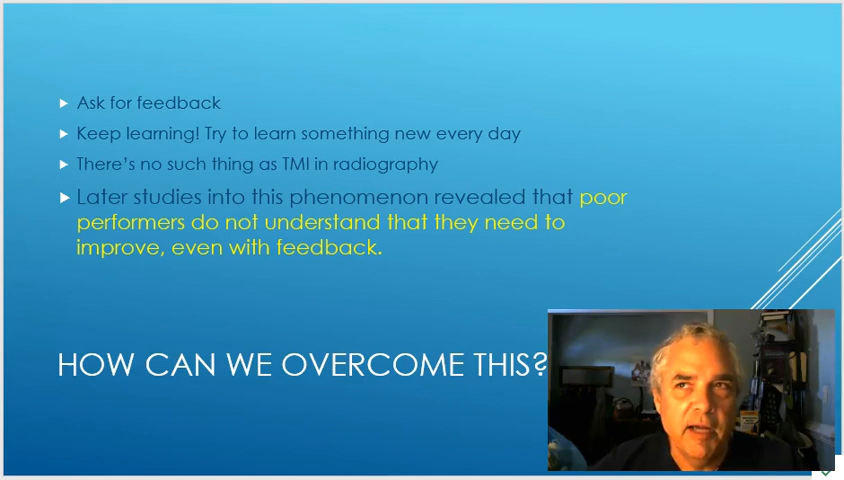 Ask for feedback
Keep learning! Try to learn something new every day
There's no such thing as TMI in radiography
Later studies into this phenomenon revealed that poor
performers do not understand that they need to
improve, even with feedback.
HOW CAN WE OVERCOME THIS?